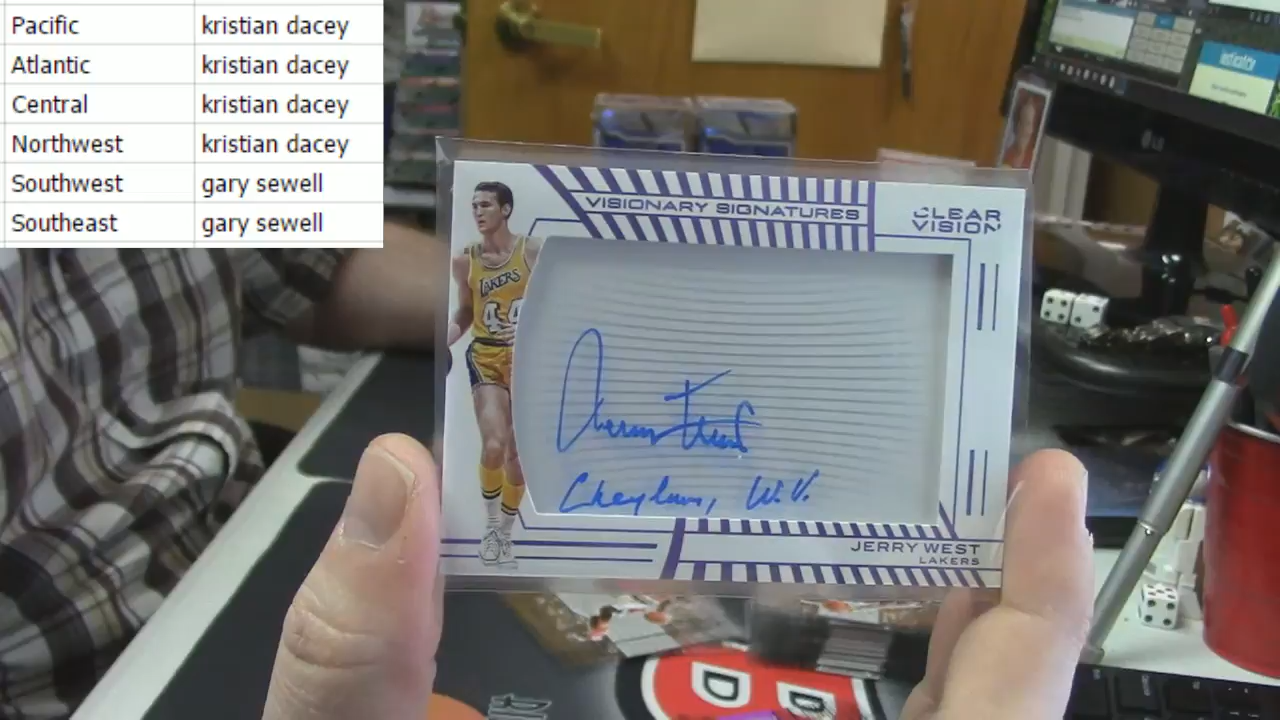 Pacific kristian dacey
Atlantic kristian dacey
Central kristian dacey
Northwest kristian dacey
Southwest gary sewell
Southeast gary sewell
VISIONARY SIGNATURES
CLEAR
VISION
LAKERS
44
Jerry West
Cheylan, W.V.
JERRY WEST
LAKERS